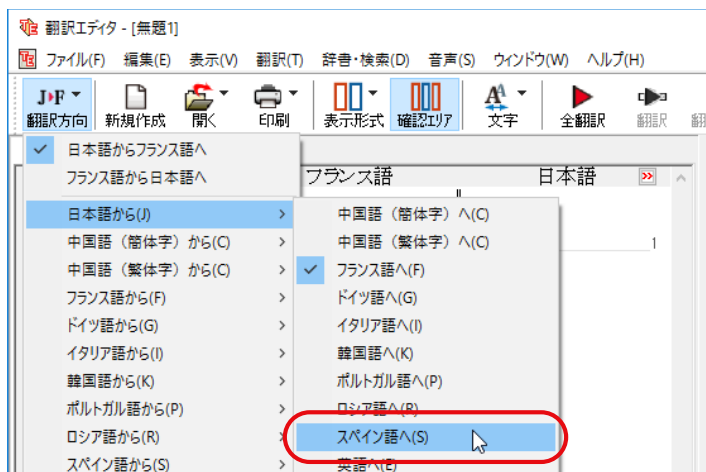 翻訳エディタ - [無題1]
ファイル(F) 編集(E) 表示(V) 翻訳(T) 辞書・検索(D) 音声(S) ウインドウ(W) ヘルプ(H)
J▸F
翻訳方向 新規作成 開く 印刷 表示形式 確認エリア 文字 全翻訳 翻訳
日本語からフランス語へ
フランス語から日本語へ
フランス語 日本語
1
日本語から(J)
中国語（簡体字）から(C)
中国語（繁体字）から(C)
フランス語から(F)
ドイツ語から(G)
イタリア語から(I)
韓国語から(K)
ポルトガル語から(P)
ロシア語から(R)
スペイン語から(S)
中国語（簡体字）へ(C)
中国語（繁体字）へ(C)
フランス語へ(F)
ドイツ語へ(G)
イタリア語へ(I)
韓国語へ(K)
ポルトガル語へ(P)
ロシア語へ(R)
スペイン語へ(S)
英語へ(E)